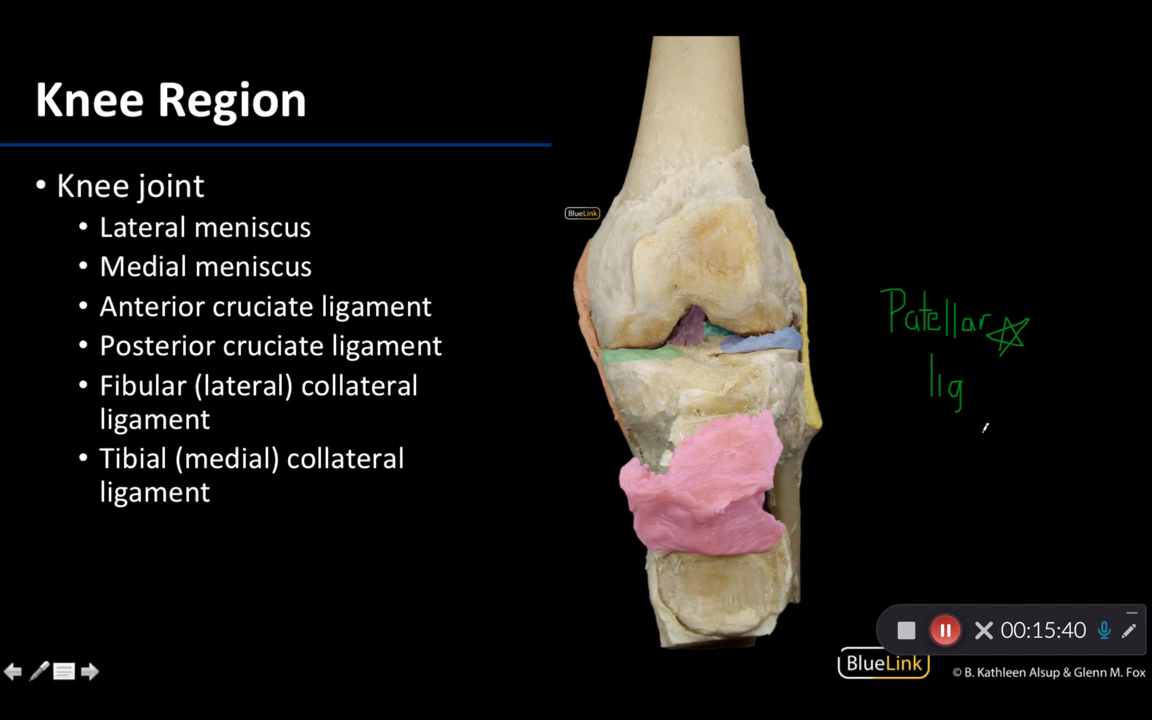 Knee Region
• Knee joint
• Lateral meniscus
• Medial meniscus
• Anterior cruciate ligament
• Posterior cruciate ligament
• Fibular (lateral) collateral
ligament
• Tibial (medial) collateral
ligament
BlueLink
Patellar
lig
00:15:40
BlueLink
© B. Kathleen Alsup & Glenn M. Fox